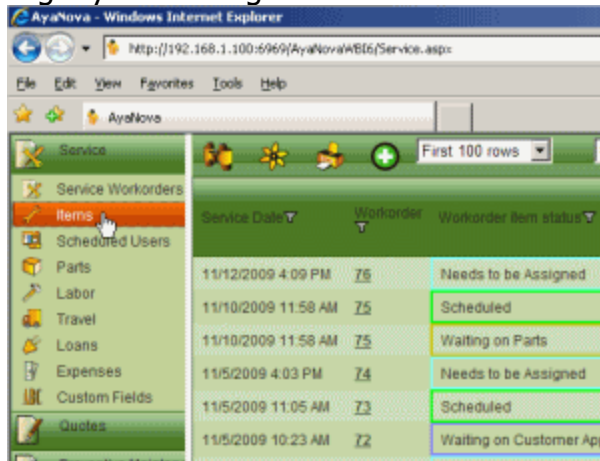 AyaNova - Windows Internet Explorer
http://192.168.1.100:6969/AyaNovaWBI6/Service.aspx
File Edit View Favorites Tools Help
AyaNova
Service
First 100 rows
Service Workorders
Items
Scheduled Users
Parts
Labor
Travel
Loans
Expenses
Custom Fields
Quotes
Service Date Workorder Workorder Item status
11/12/2009 4:09 PM 76 Needs to be Assigned
11/10/2009 11:58 AM 75 Scheduled
11/10/2009 11:58 AM 75 Waiting on Parts
11/5/2009 4:03 PM 74 Needs to be Assigned
11/5/2009 11:05 AM 73 Scheduled
11/5/2009 10:23 AM 72 Waiting on Customer Ap